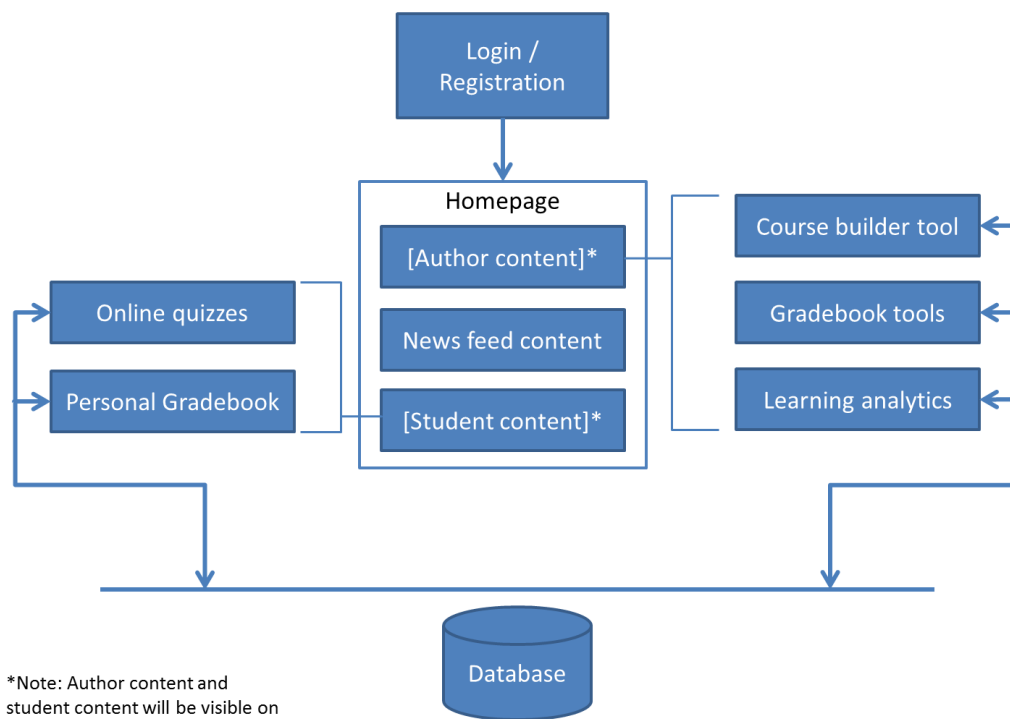 Login /
Registration
Homepage
[Author content]*
News feed content
[Student content]*
Online quizzes
Personal Gradebook
Course builder tool
Gradebook tools
Learning analytics
Database
*Note: Author content and
student content will be visible on